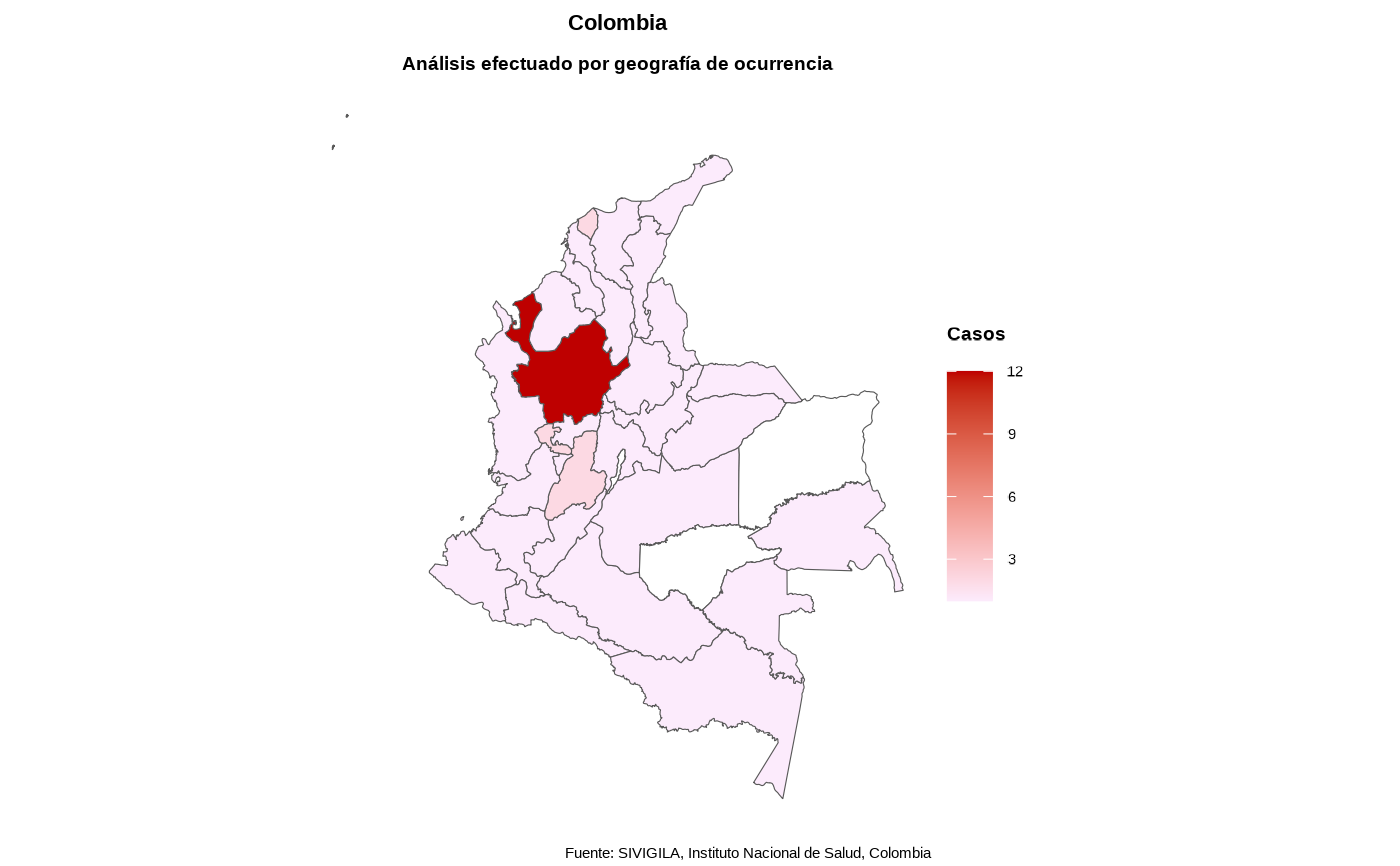 Colombia
Análisis efectuado por geografía de ocurrencia
Casos
12
9
6
3
Fuente: SIVIGILA, Instituto Nacional de Salud, Colombia